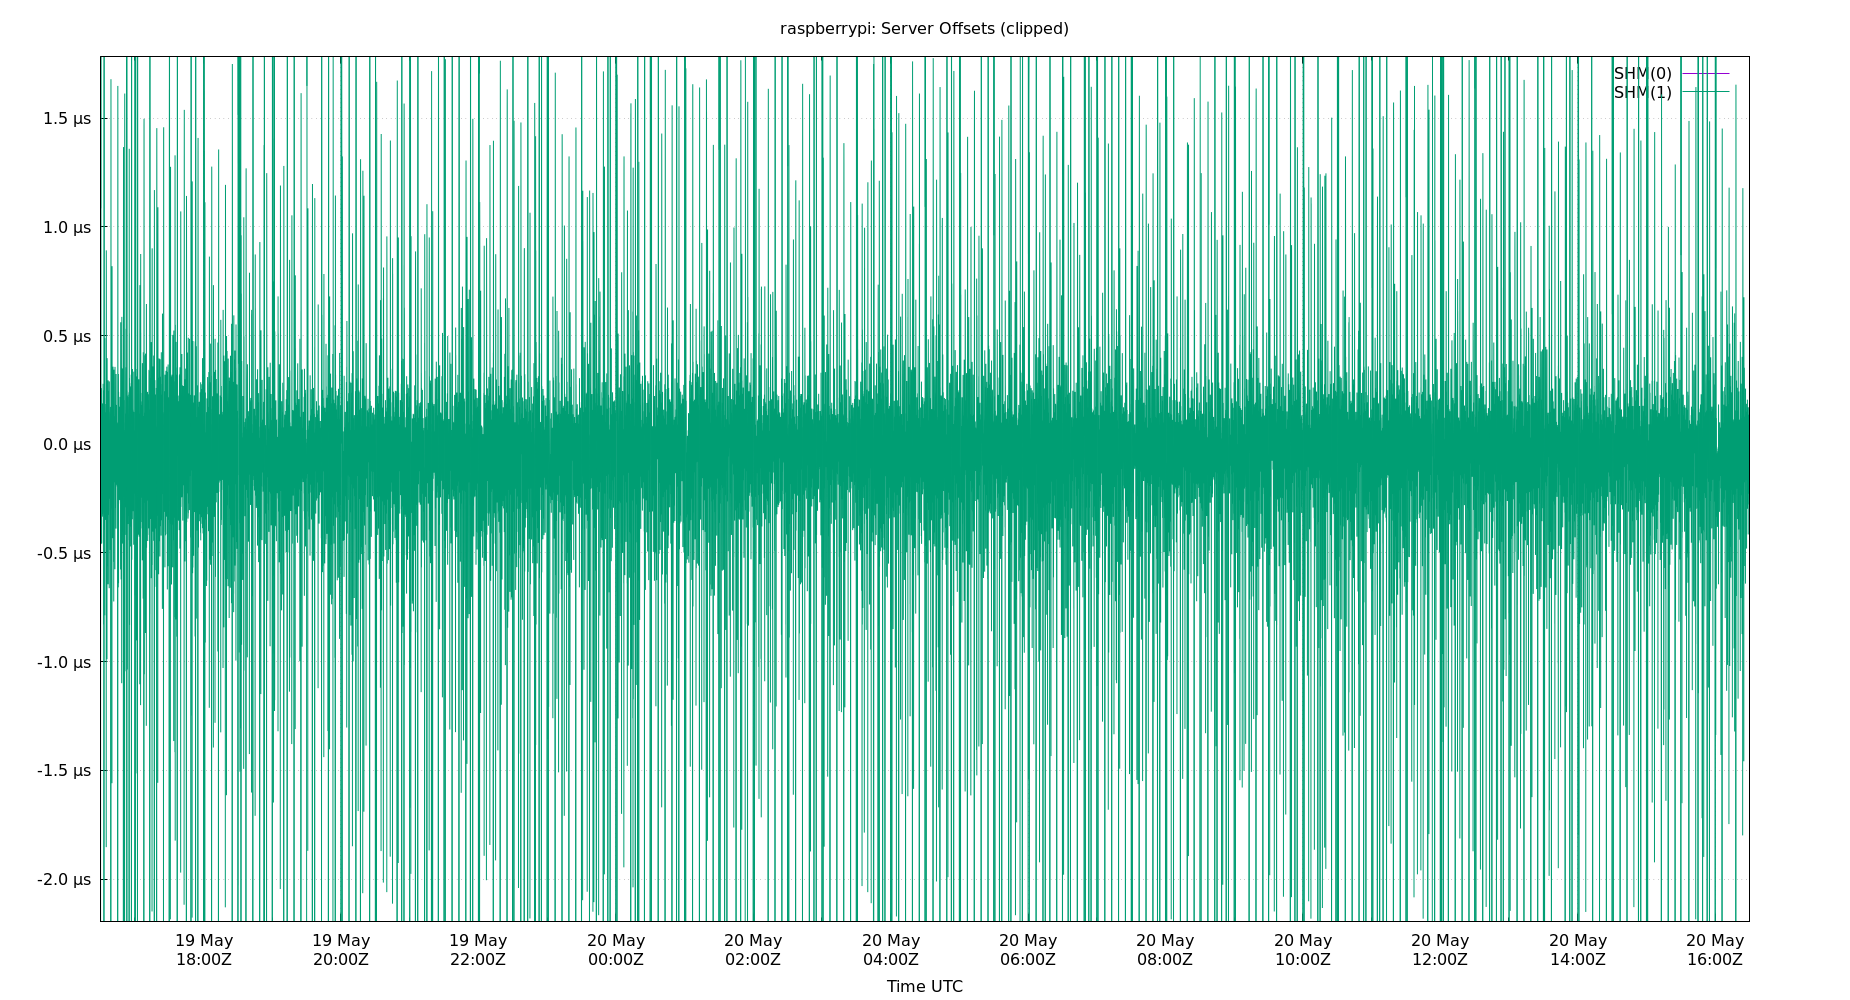 raspberrypi: Server Offsets (clipped)
SHM(0)
SHM(1)
1.5 µs
1.0 µs
0.5 µs
0.0 µs
-0.5 µs
-1.0 µs
-1.5 µs
-2.0 µs
19 May 19 May 19 May 20 May 20 May 20 May 20 May 20 May 20 May 20 May 20 May 20 May
18:00Z 20:00Z 22:00Z 00:00Z 02:00Z 04:00Z 06:00Z 08:00Z 10:00Z 12:00Z 14:00Z 16:00Z
Time UTC